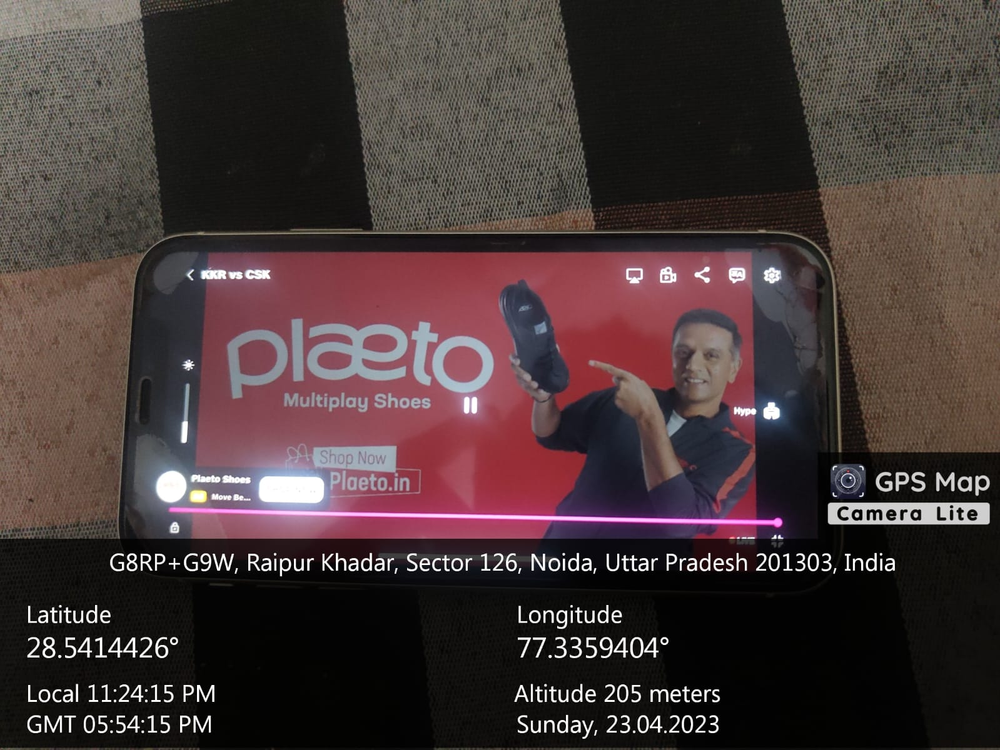 KKR vs CSK
plaeto
Multiplay Shoes
Hype
Shop Now
Plaeto.in
Plaeto Shoes
Move Be...
LIVE
GPS Map
Camera Lite
G8RP+G9W, Raipur Khadar, Sector 126, Noida, Uttar Pradesh 201303, India
Latitude
28.5414426°
Longitude
77.3359404°
Local 11:24:15 PM
GMT 05:54:15 PM
Altitude 205 meters
Sunday, 23.04.2023